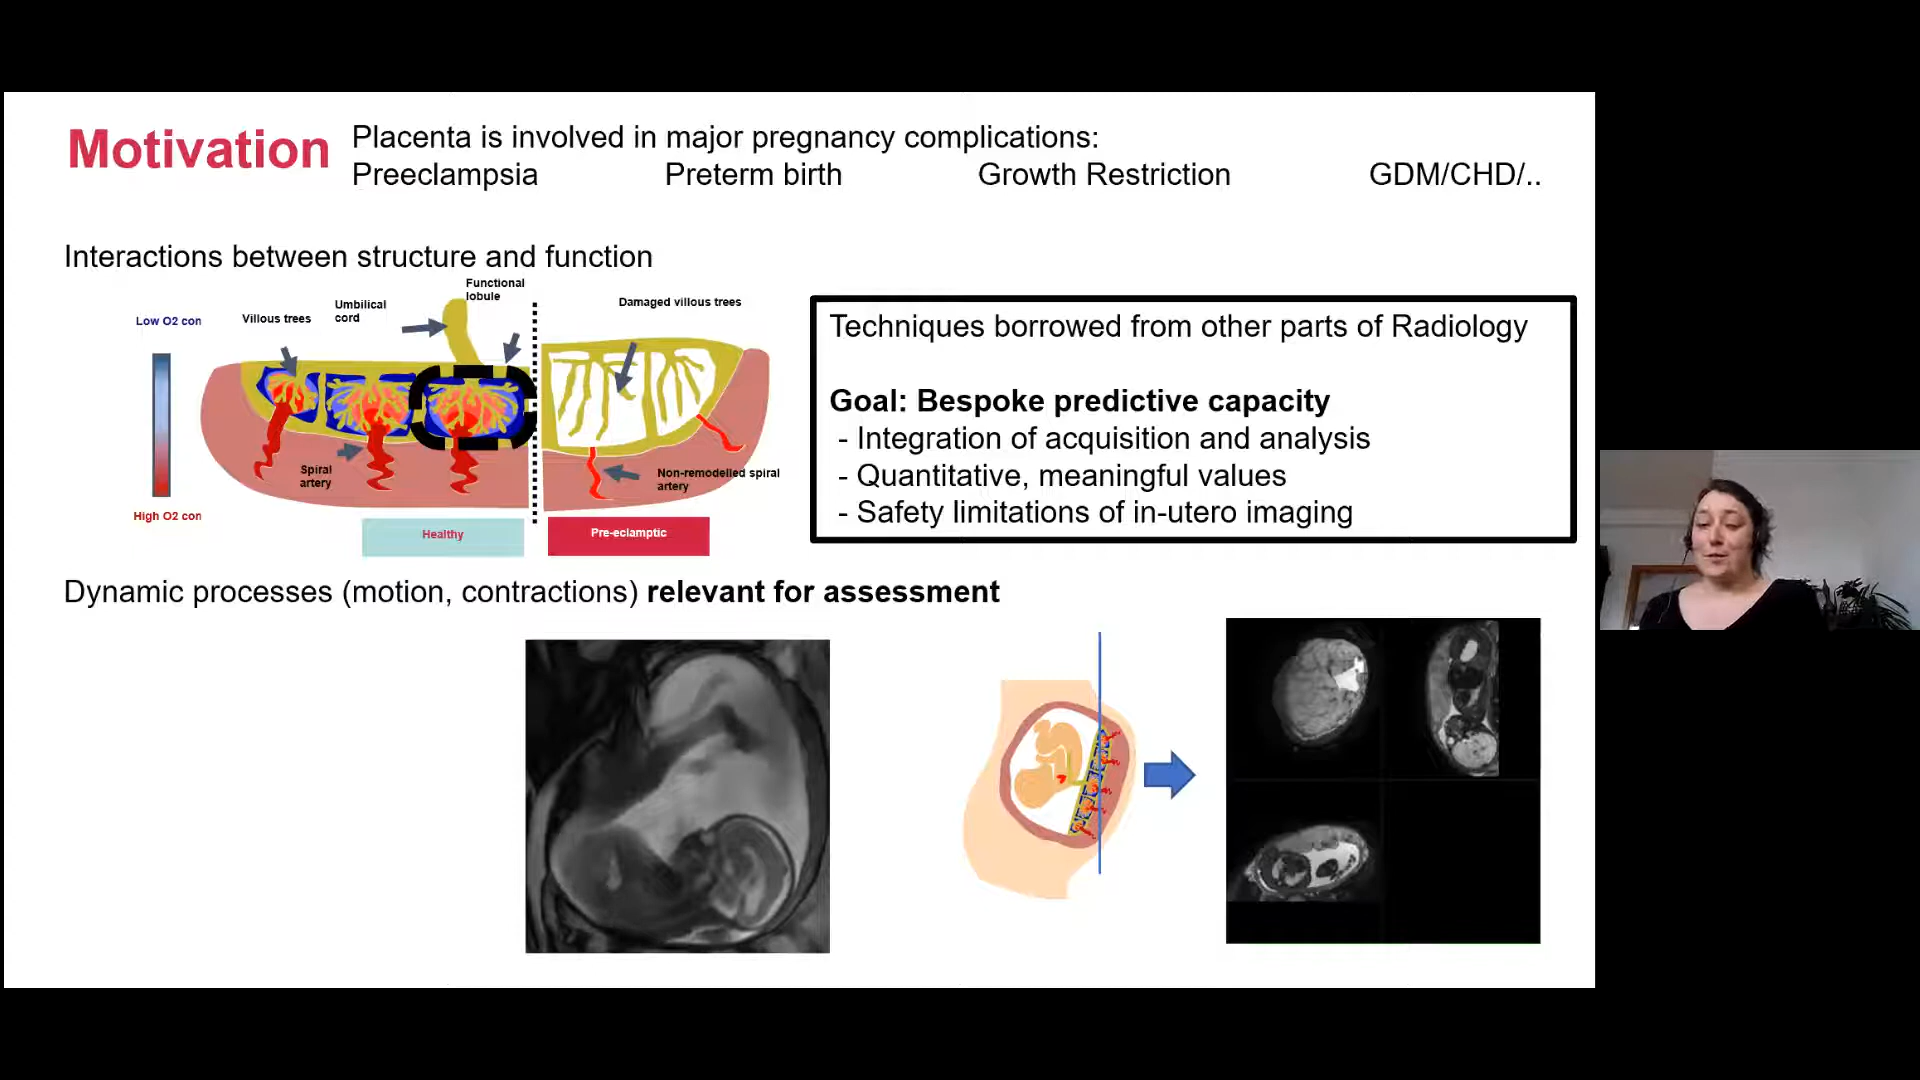 Motivation
Placenta is involved in major pregnancy complications:
Preeclampsia Preterm birth Growth Restriction GDM/CHD/..
Interactions between structure and function
Functional
lobule
Umbilical
cord
Villous trees
Low O2 con
Damaged villous trees
Spiral
artery
Non-remodelled spiral
artery
High O2 con
Healthy
Pre-eclamptic
Techniques borrowed from other parts of Radiology
Goal: Bespoke predictive capacity
- Integration of acquisition and analysis
- Quantitative, meaningful values
- Safety limitations of in-utero imaging
Dynamic processes (motion, contractions) relevant for assessment